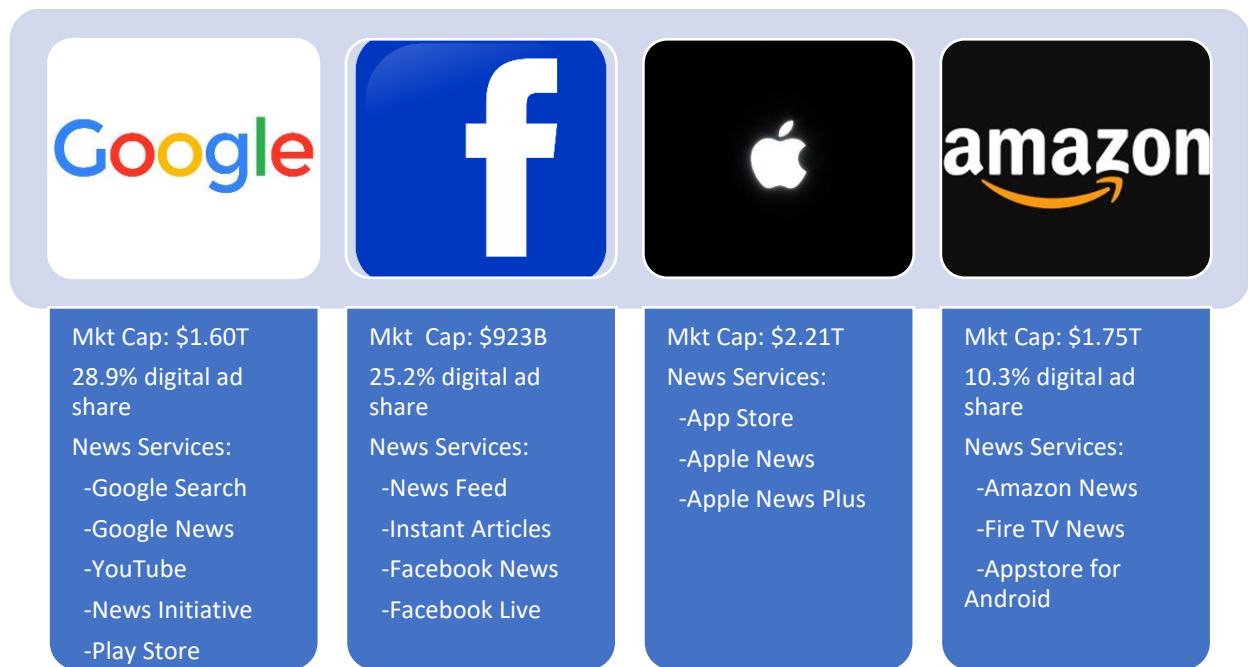 Google
f
amazon
Mkt Cap: $1.60T
28.9% digital ad
share
News Services:
-Google Search
-Google News
-YouTube
-News Initiative
-Play Store
Mkt Cap: $923B
25.2% digital ad
share
News Services:
-News Feed
-Instant Articles
-Facebook News
-Facebook Live
Mkt Cap: $2.21T
News Services:
-App Store
-Apple News
-Apple News Plus
Mkt Cap: $1.75T
10.3% digital ad
share
News Services:
-Amazon News
-Fire TV News
-Appstore for
Android